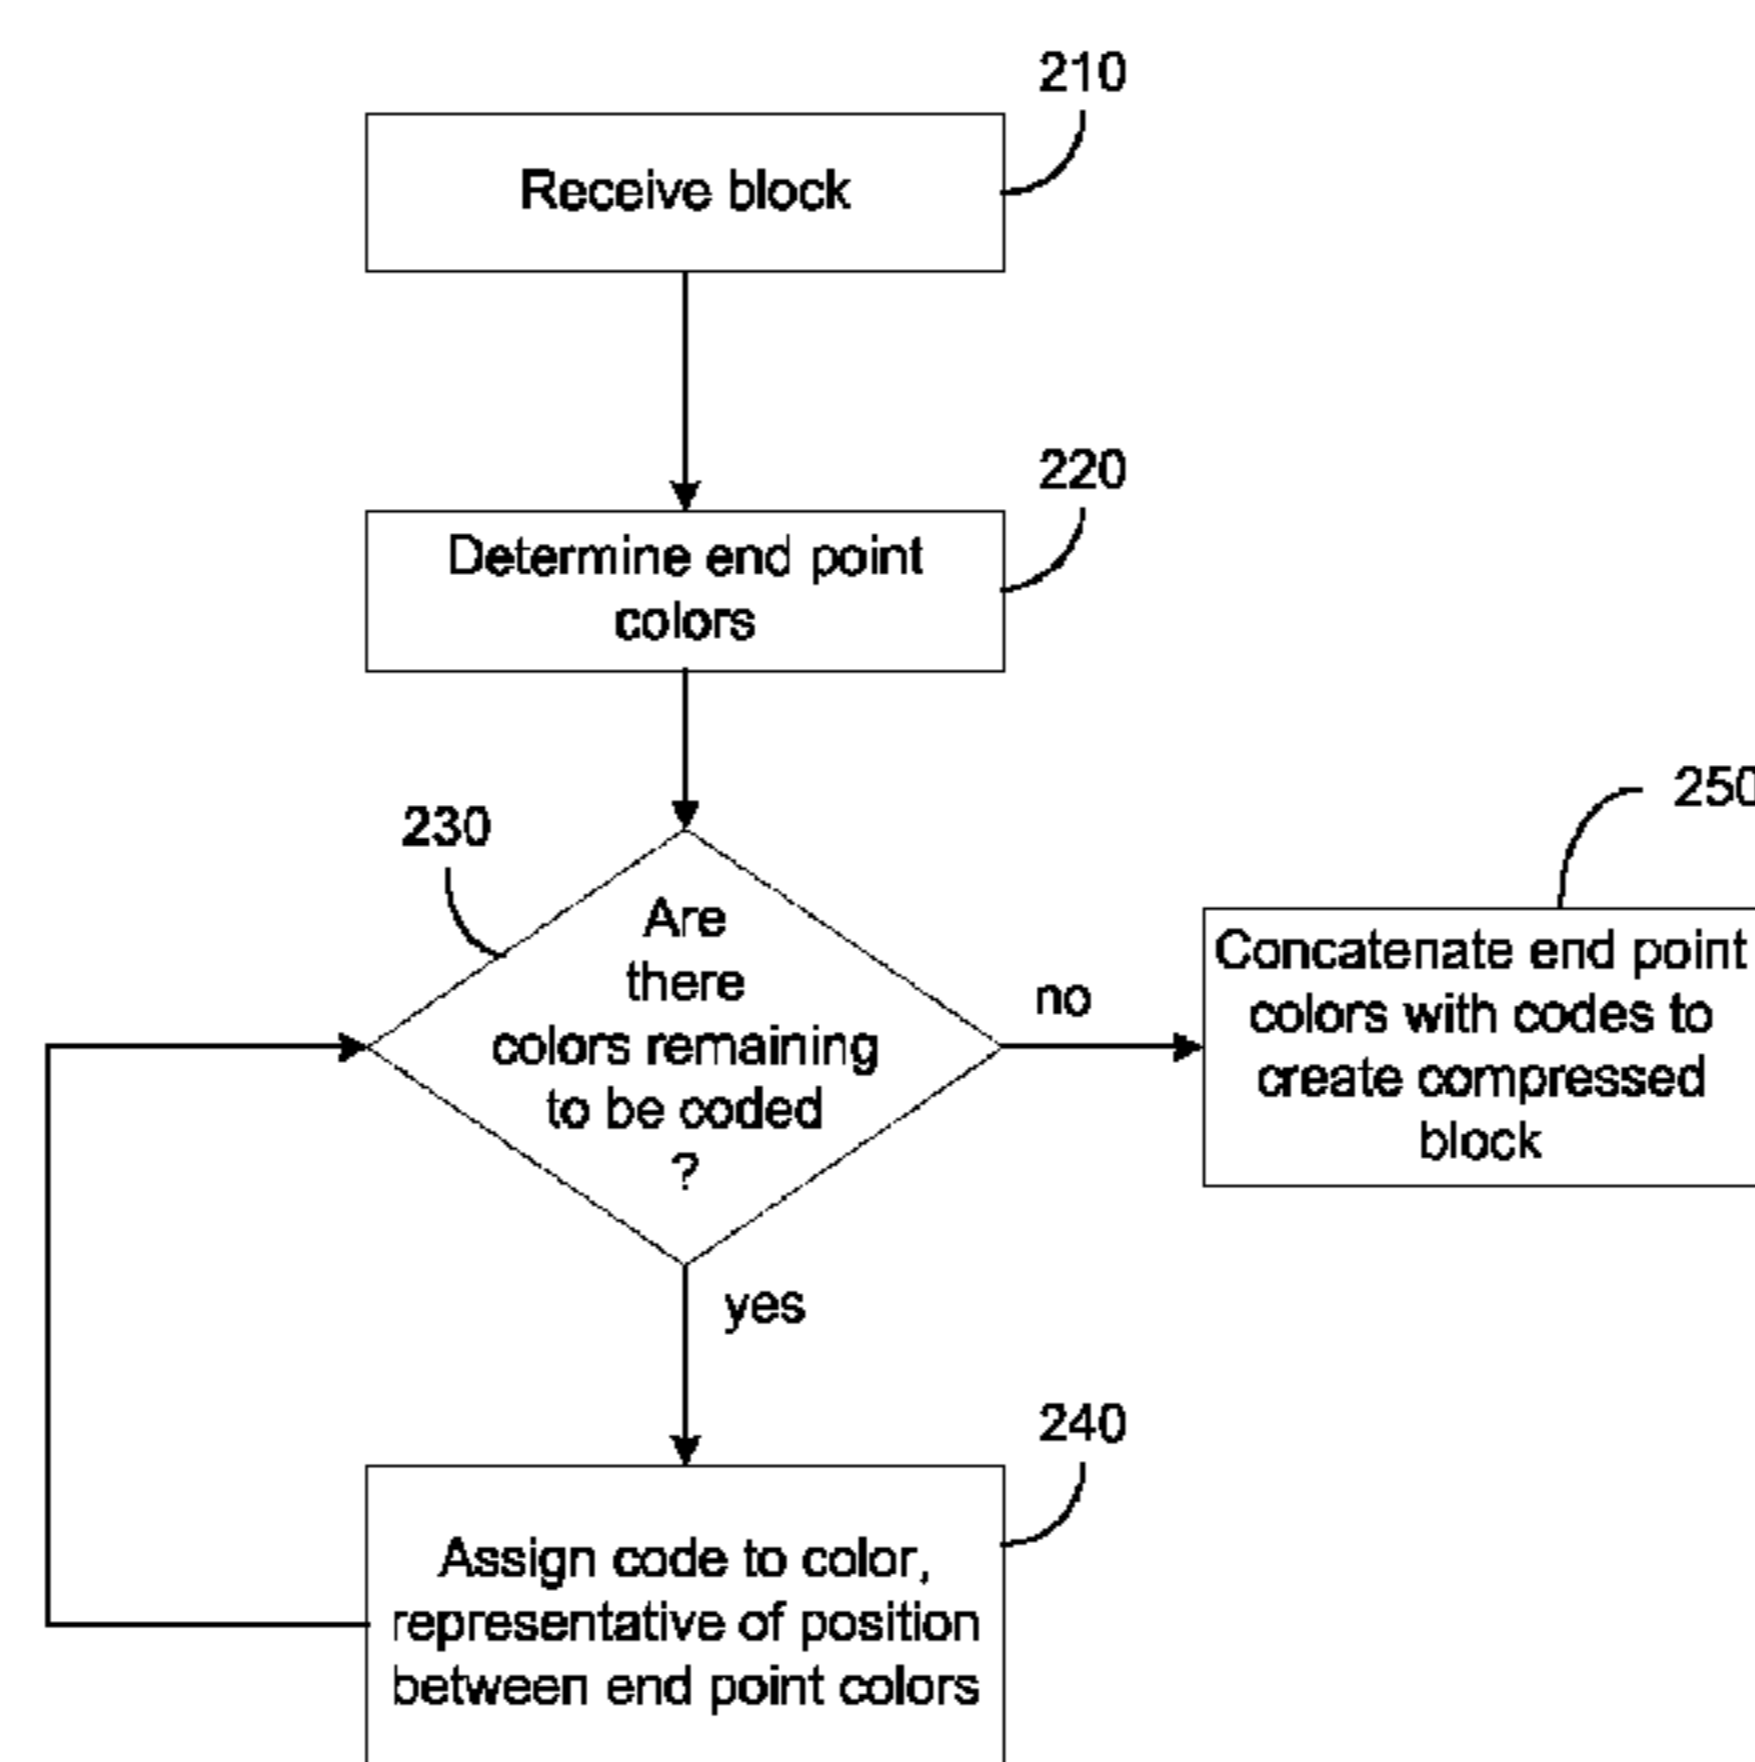 210
Receive block
220
Determine end point
colors
230
Are
there
colors remaining
to be coded
?
no
250
Concatenate end point
colors with codes to
create compressed
block
yes
240
Assign code to color,
representative of position
between end point colors